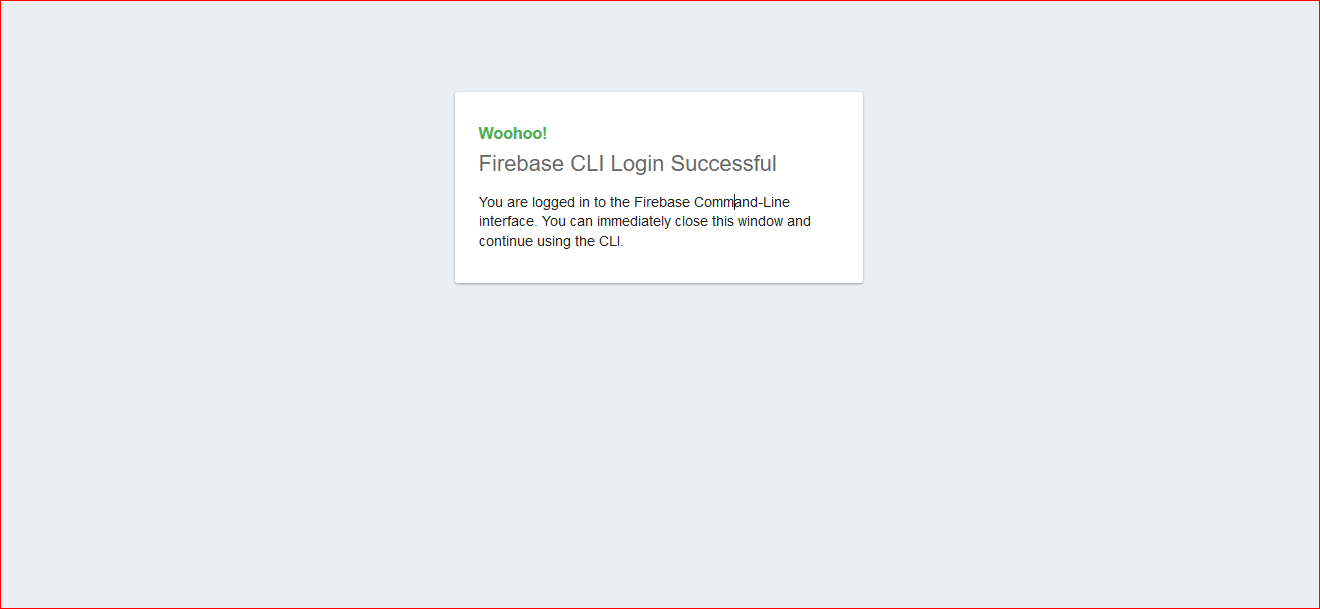 Woohoo!
Firebase CLI Login Successful
You are logged in to the Firebase Command-Line
interface. You can immediately close this window and
continue using the CLI.